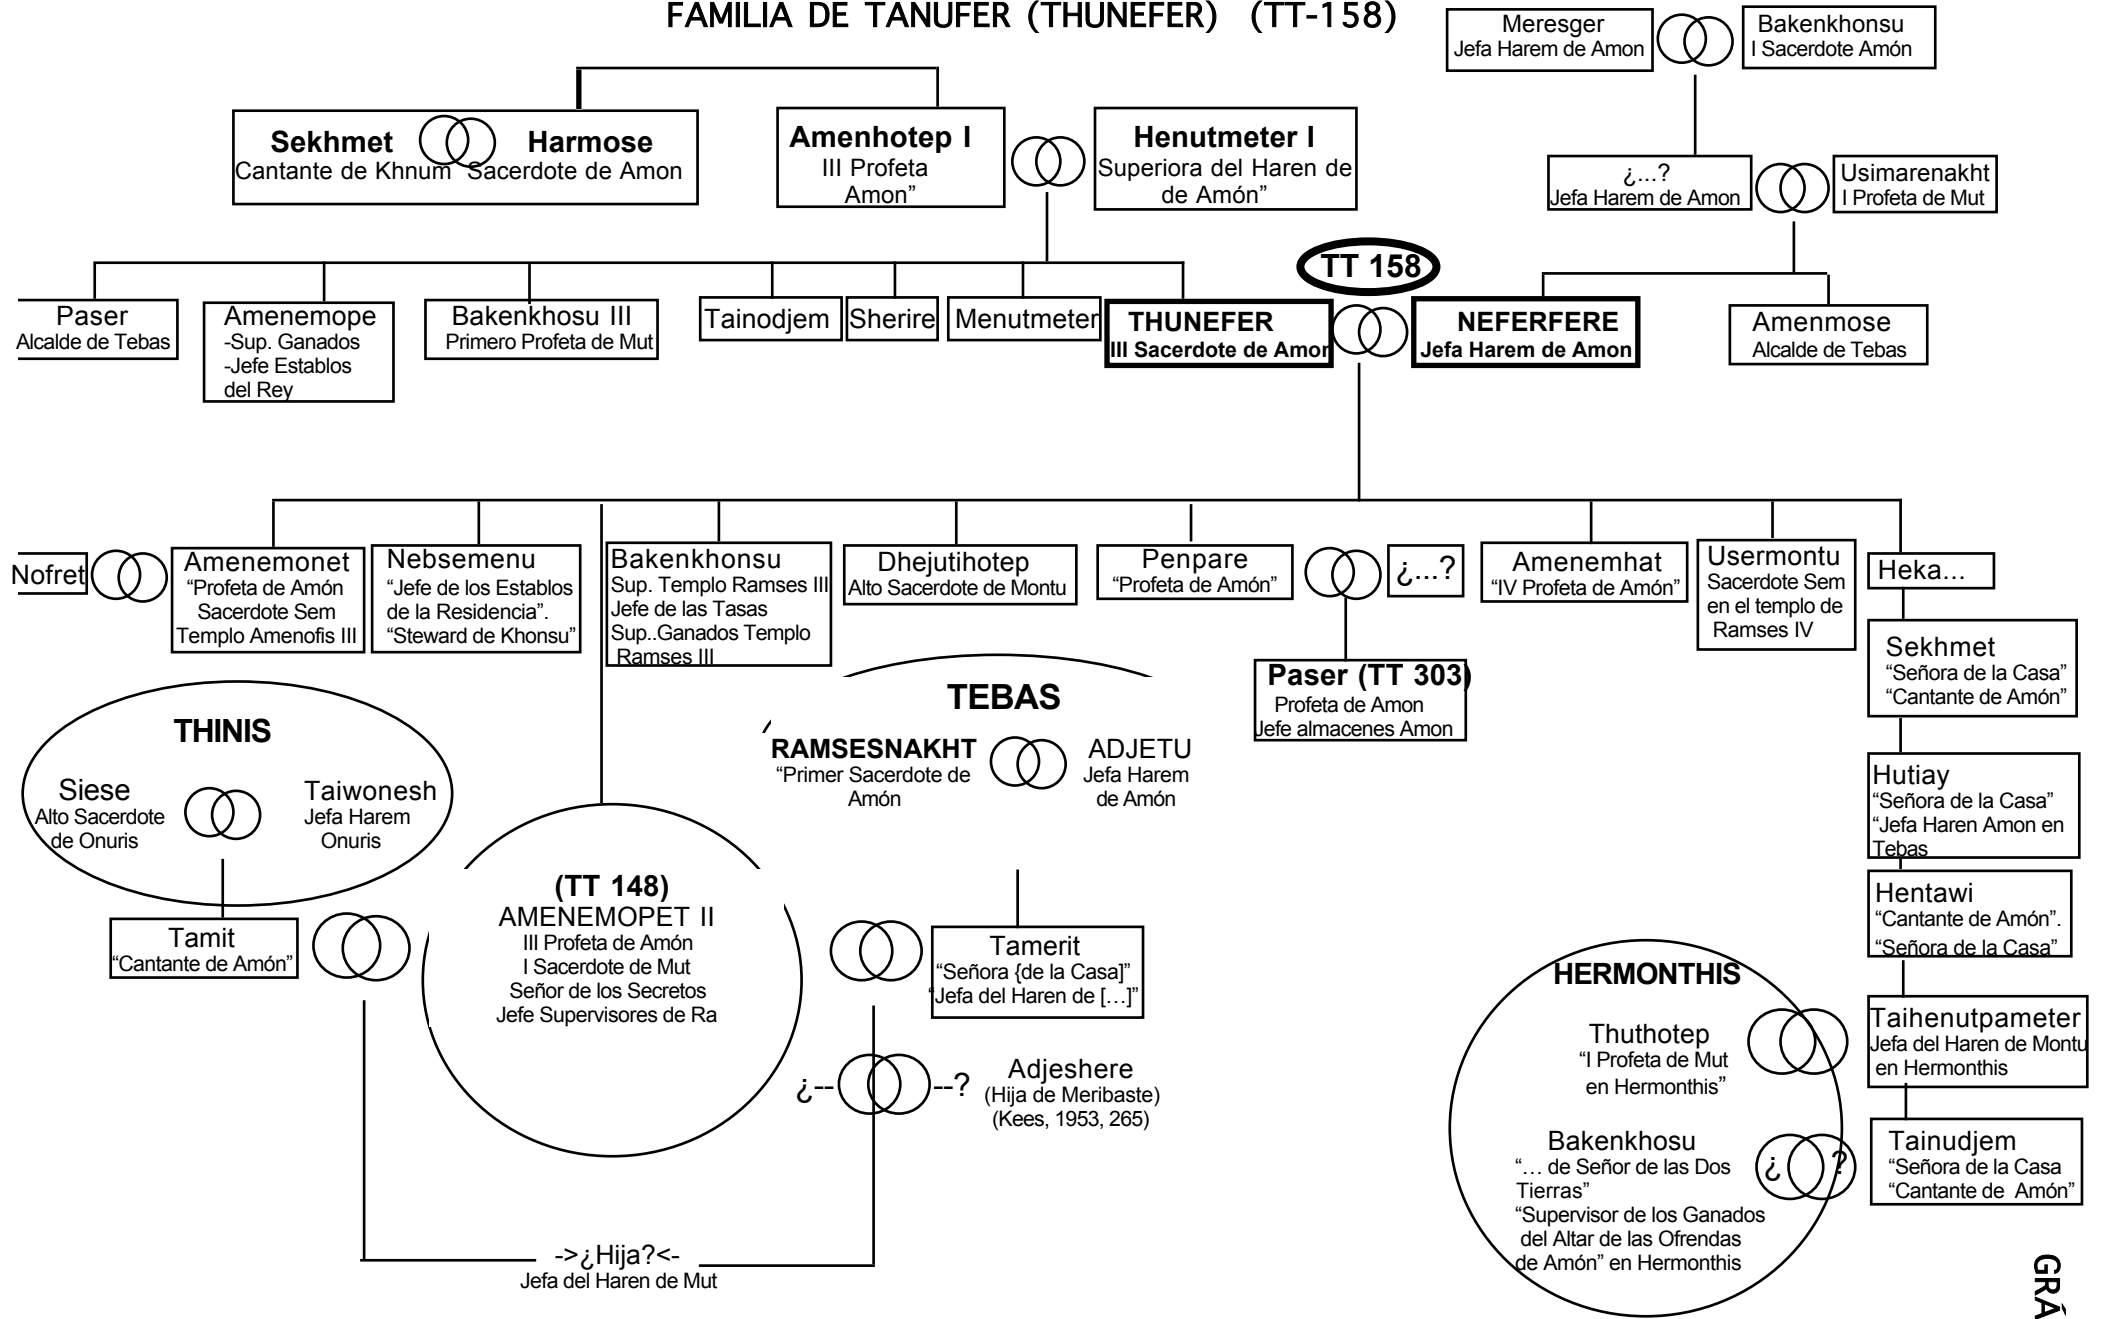 FAMILIA DE TANUFER (THUNEFER) (TT-158)
Meresger
Jefa Harem de Amon
Bakenkhonsu
I Sacerdote Amón
Sekhmet
Cantante de Khnum
Harmose
Sacerdote de Amon
Amenhotep I
III Profeta
Amon”
Henutmeter I
Superiora del Haren de
de Amón”
¿...?
Jefa Harem de Amon
Usimarenakht
I Profeta de Mut
TT 158
Paser
Alcalde de Tebas
Amenemope
-Sup. Ganados
-Jefe Establos
del Rey
Bakenkhosu III
Primero Profeta de Mut
Tainodjem
Sherire
Menutmeter
THUNEFER
III Sacerdote de Amon
NEFERFERE
Jefa Harem de Amon
Amenmose
Alcalde de Tebas
Nofret
Amenemonet
“Profeta de Amón
Sacerdote Sem
Templo Amenofis III
Nebsemenu
“Jefe de los Establos
de la Residencia”.
“Steward de Khonsu”
Bakenkhonsu
Sup. Templo Ramses III
Jefe de las Tasas
Sup..Ganados Templo
Ramses III
Dhejutihotep
Alto Sacerdote de Montu
Penpare
“Profeta de Amón”
¿...?
Amenemhat
“IV Profeta de Amón”
Usermontu
Sacerdote Sem
en el templo de
Ramses IV
Heka...
Paser (TT 303)
Profeta de Amon
Jefe almacenes Amon
Sekhmet
“Señora de la Casa”
“Cantante de Amón”
THINIS
Siese
Alto Sacerdote
de Onuris
Taiwonesh
Jefa Harem
Onuris
TEBAS
RAMSESNAKHT
“Primer Sacerdote de
Amón
ADJETU
Jefa Harem
de Amón
Hutiay
“Señora de la Casa”
“Jefa Haren Amon en
Tebas
Hentawi
“Cantante de Amón”.
“Señora de la Casa”
Tamit
“Cantante de Amón”
(TT 148)
AMENEMOPET II
III Profeta de Amón
I Sacerdote de Mut
Señor de los Secretos
Jefe Supervisores de Ra
Tamerit
“Señora {de la Casa]”
“Jefa del Haren de […]”
¿-- --?
Adjeshere
(Hija de Meribaste)
(Kees, 1953, 265)
HERMONTHIS
Thuthotep
“I Profeta de Mut
en Hermonthis”
Taihenutpameter
Jefa del Haren de Montu
en Hermonthis
Bakenkhosu
“… de Señor de las Dos
Tierras”
“Supervisor de los Ganados
del Altar de las Ofrendas
de Amón” en Hermonthis
¿ ?
Tainudjem
“Señora de la Casa
“Cantante de Amón”
->¿Hija?<-
Jefa del Haren de Mut
GRÁ